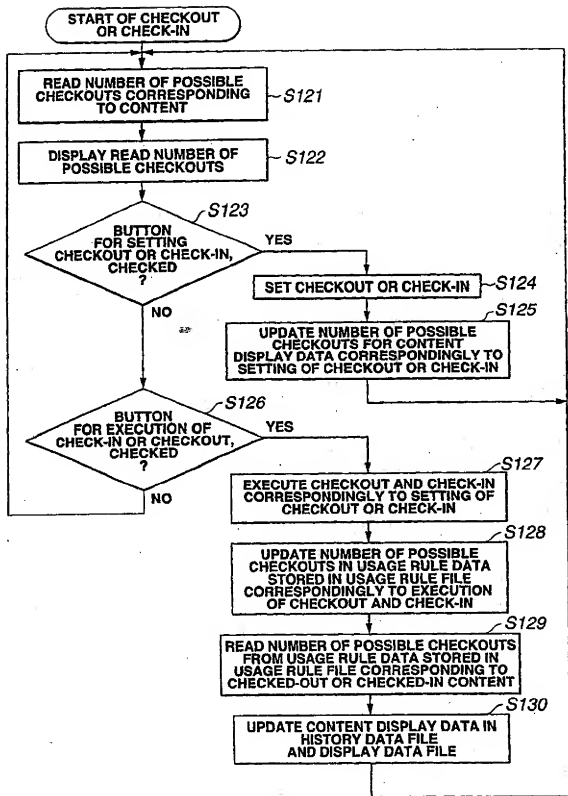 START OF CHECKOUT
OR CHECK-IN
READ NUMBER OF POSSIBLE
CHECKOUTS CORRESPONDING
TO CONTENT
S121
DISPLAY READ NUMBER OF
POSSIBLE CHECKOUTS
S122
S123
BUTTON
FOR SETTING
CHECKOUT OR CHECK-IN,
CHECKED
?
YES
NO
SET CHECKOUT OR CHECK-IN
S124
S125
UPDATE NUMBER OF POSSIBLE
CHECKOUTS FOR CONTENT
DISPLAY DATA CORRESPONDINGLY TO
SETTING OF CHECKOUT OR CHECK-IN
S126
BUTTON
FOR EXECUTION OF
CHECK-IN OR CHECKOUT,
CHECKED
?
YES
NO
S127
EXECUTE CHECKOUT AND CHECK-IN
CORRESPONDINGLY TO SETTING OF
CHECKOUT OR CHECK-IN
S128
UPDATE NUMBER OF POSSIBLE
CHECKOUTS IN USAGE RULE DATA
STORED IN USAGE RULE FILE
CORRESPONDINGLY TO EXECUTION
OF CHECKOUT AND CHECK-IN
S129
READ NUMBER OF POSSIBLE CHECKOUTS
FROM USAGE RULE DATA STORED IN
USAGE RULE FILE CORRESPONDING TO
CHECKED-OUT OR CHECKED-IN CONTENT
S130
UPDATE CONTENT DISPLAY DATA IN
HISTORY DATA FILE
AND DISPLAY DATA FILE